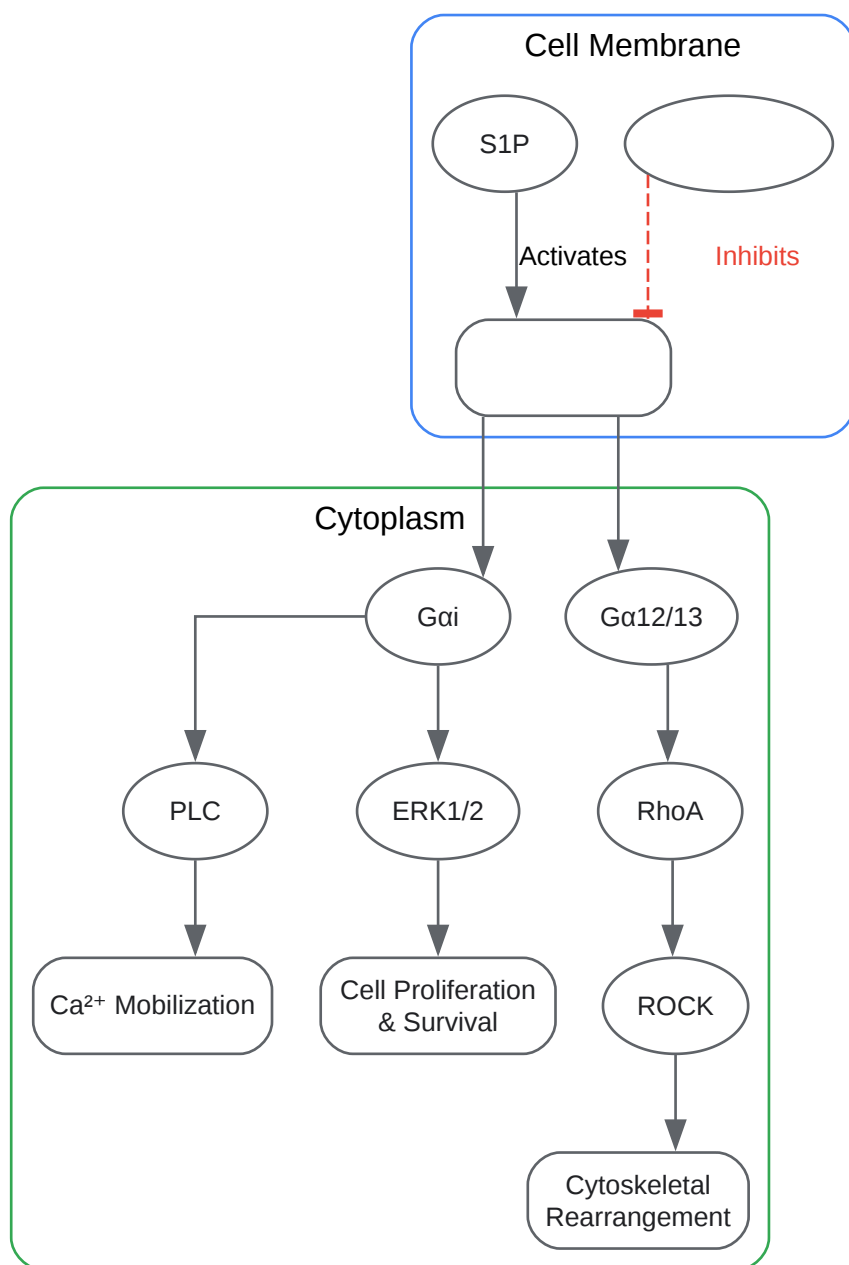 Cell Membrane
S1P
Activates
Inhibits
Cytoplasm
Gαi
Gα12/13
PLC
ERK1/2
RhoA
Ca²⁺ Mobilization
Cell Proliferation
& Survival
ROCK
Cytoskeletal
Rearrangement